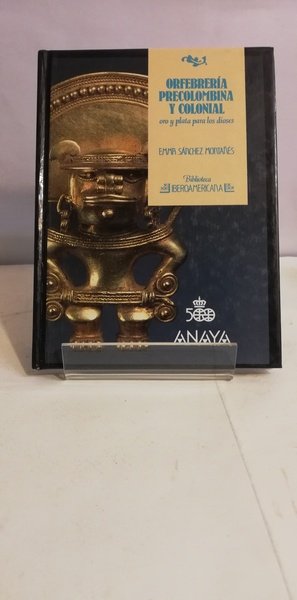 ORFEBRERÍA
PRECOLOMBINA
Y COLONIAL
oro y plata para los dioses
EMMA SÁNCHEZ MONTAÑÉS
Biblioteca
IBEROAMERICANA
500
ANAYA